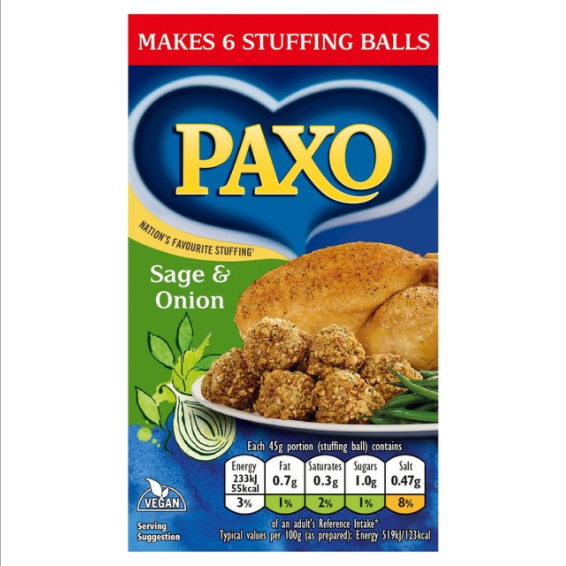 MAKES 6 STUFFING BALLS
PAXO
NATION'S FAVOURITE STUFFING†
Sage &
Onion
Each 45g portion (stuffing ball) contains
Energy Fat Saturates Sugars Salt
233kJ 0.7g 0.3g 1.0g 0.47g
55kcal
3% 1% 2% 1% 8%
VEGAN
of an adult's Reference Intake*
Serving
Suggestion
Typical values per 100g (as prepared): Energy 519kJ/123kcal